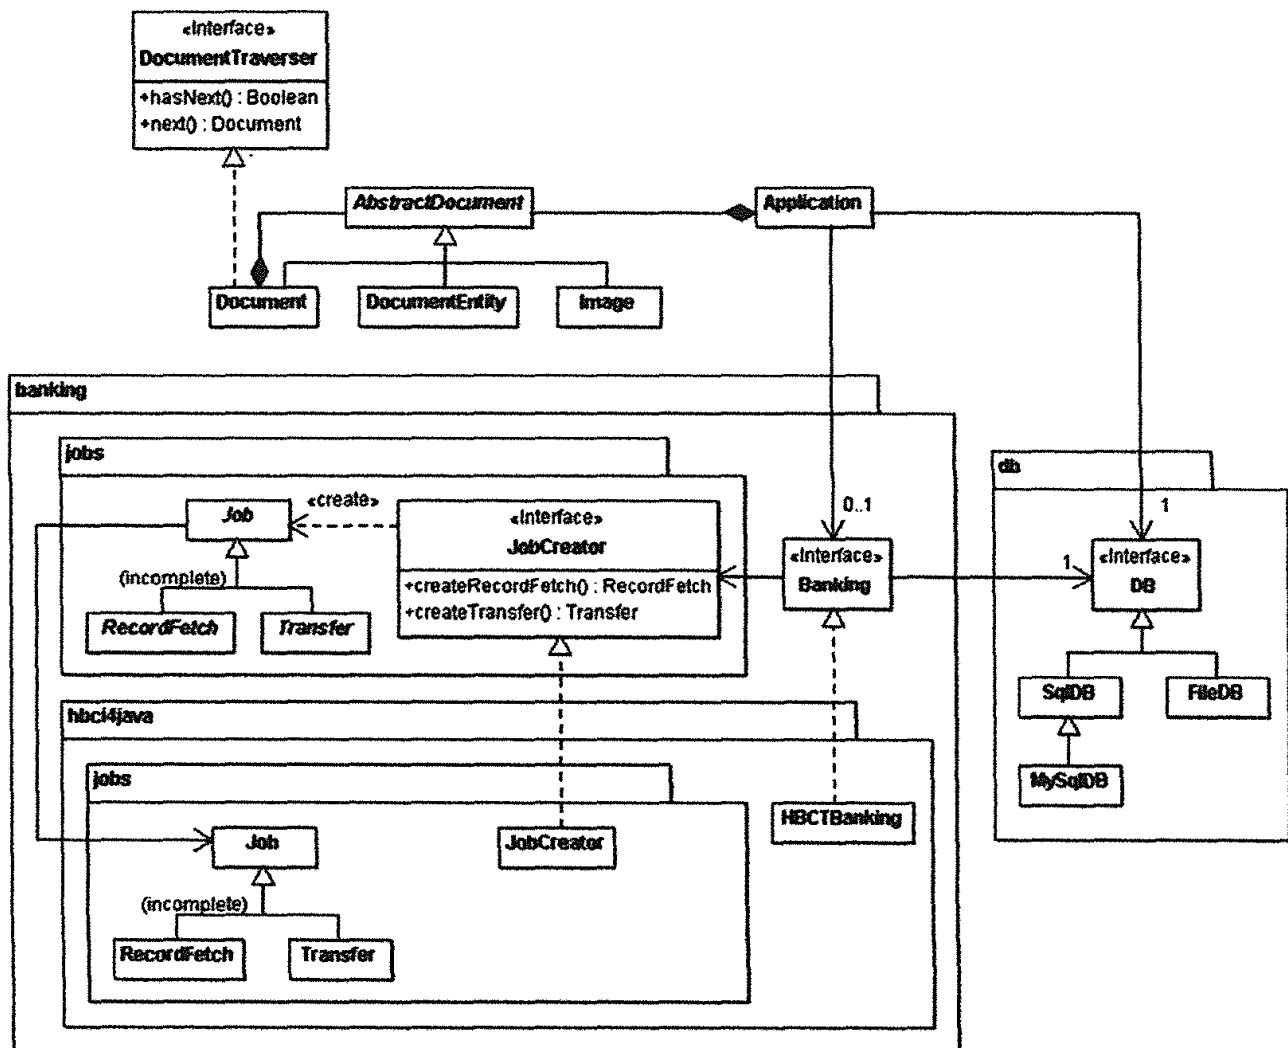 «Interface»
DocumentTraverser
+hasNext() : Boolean
+next() : Document
AbstractDocument
Application
Document
DocumentEntity
Image
banking
jobs
Job
«create»
«Interface»
JobCreator
+createRecordFetch() : RecordFetch
+createTransfer() : Transfer
(incomplete)
RecordFetch
Transfer
0..1
«Interface»
Banking
1
db
1
«Interface»
DB
SqlDB
FileDB
MySqlDB
hbci4java
jobs
Job
JobCreator
HBCTBanking
(incomplete)
RecordFetch
Transfer